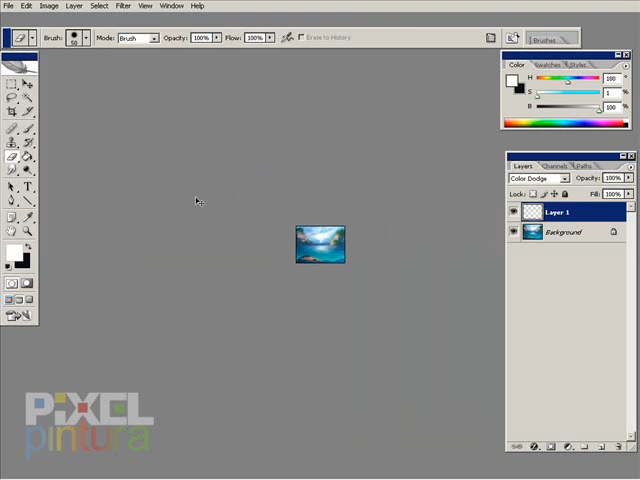 File Edit Image Layer Select Filter View Window Help
Brush: 50 Mode: Brush Opacity: 100% Flow: 100% Erase to History Brushes
Color Swatches Styles
H 180 °
S 1 %
B 100 %
Layers Channels Paths
Color Dodge Opacity: 100%
Lock: Fill: 100%
Layer 1
Background
T
PiXEL
pintura